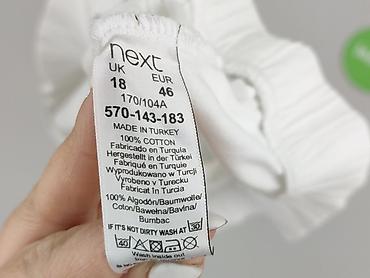 next
UK EUR
18 46
170/104A
570-143-183
MADE IN TURKEY
100% COTTON
Fabricado en Turquía
Hergestellt in der Türkei
Fabriqué en Turquie
Wyprodukowano w Turcji
Vyrobeno v Turecku
Fabricat în Turcia
100% Algodón/Baumwolle/
Coton/Bawełna/Bavlna/
Bumbac
IF IT'S NOT DIRTY WASH AT 30
40
Wash inside out